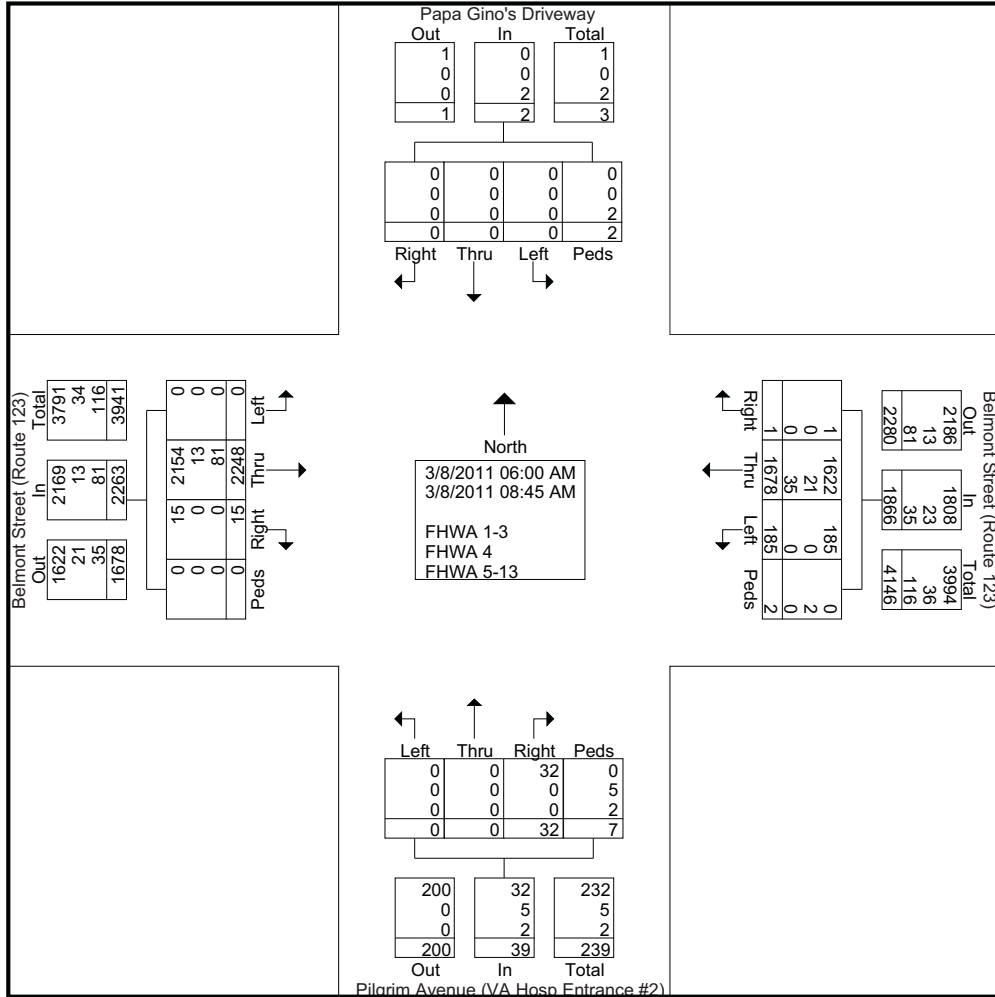 Papa Gino's Driveway
Out In Total
1 0 1
0 0 0
0 2 2
1 2 3
0 0 0 0
0 0 0 0
0 0 0 2
0 0 0 2
Right Thru Left Peds
Belmont Street (Route 123)
Total In Out
3791 2169 1622
34 13 21
116 81 35
3941 2263 1678
0 2154 15 0
0 13 0 0
0 81 0 0
0 2248 15 0
Left Thru Right Peds
North
3/8/2011 06:00 AM
3/8/2011 08:45 AM
FHWA 1-3
FHWA 4
FHWA 5-13
Belmont Street (Route 123)
Out In Total
2186 1808 3994
13 23 36
81 35 116
2280 1866 4146
1 1622 185 0
0 21 0 2
0 35 0 0
1 1678 185 2
Right Thru Left Peds
Left Thru Right Peds
0 0 32 0
0 0 0 5
0 0 0 2
0 0 32 7
200 32 232
0 5 5
0 2 2
200 39 239
Out In Total
Pilgrim Avenue (VA Hosp Entrance #2)